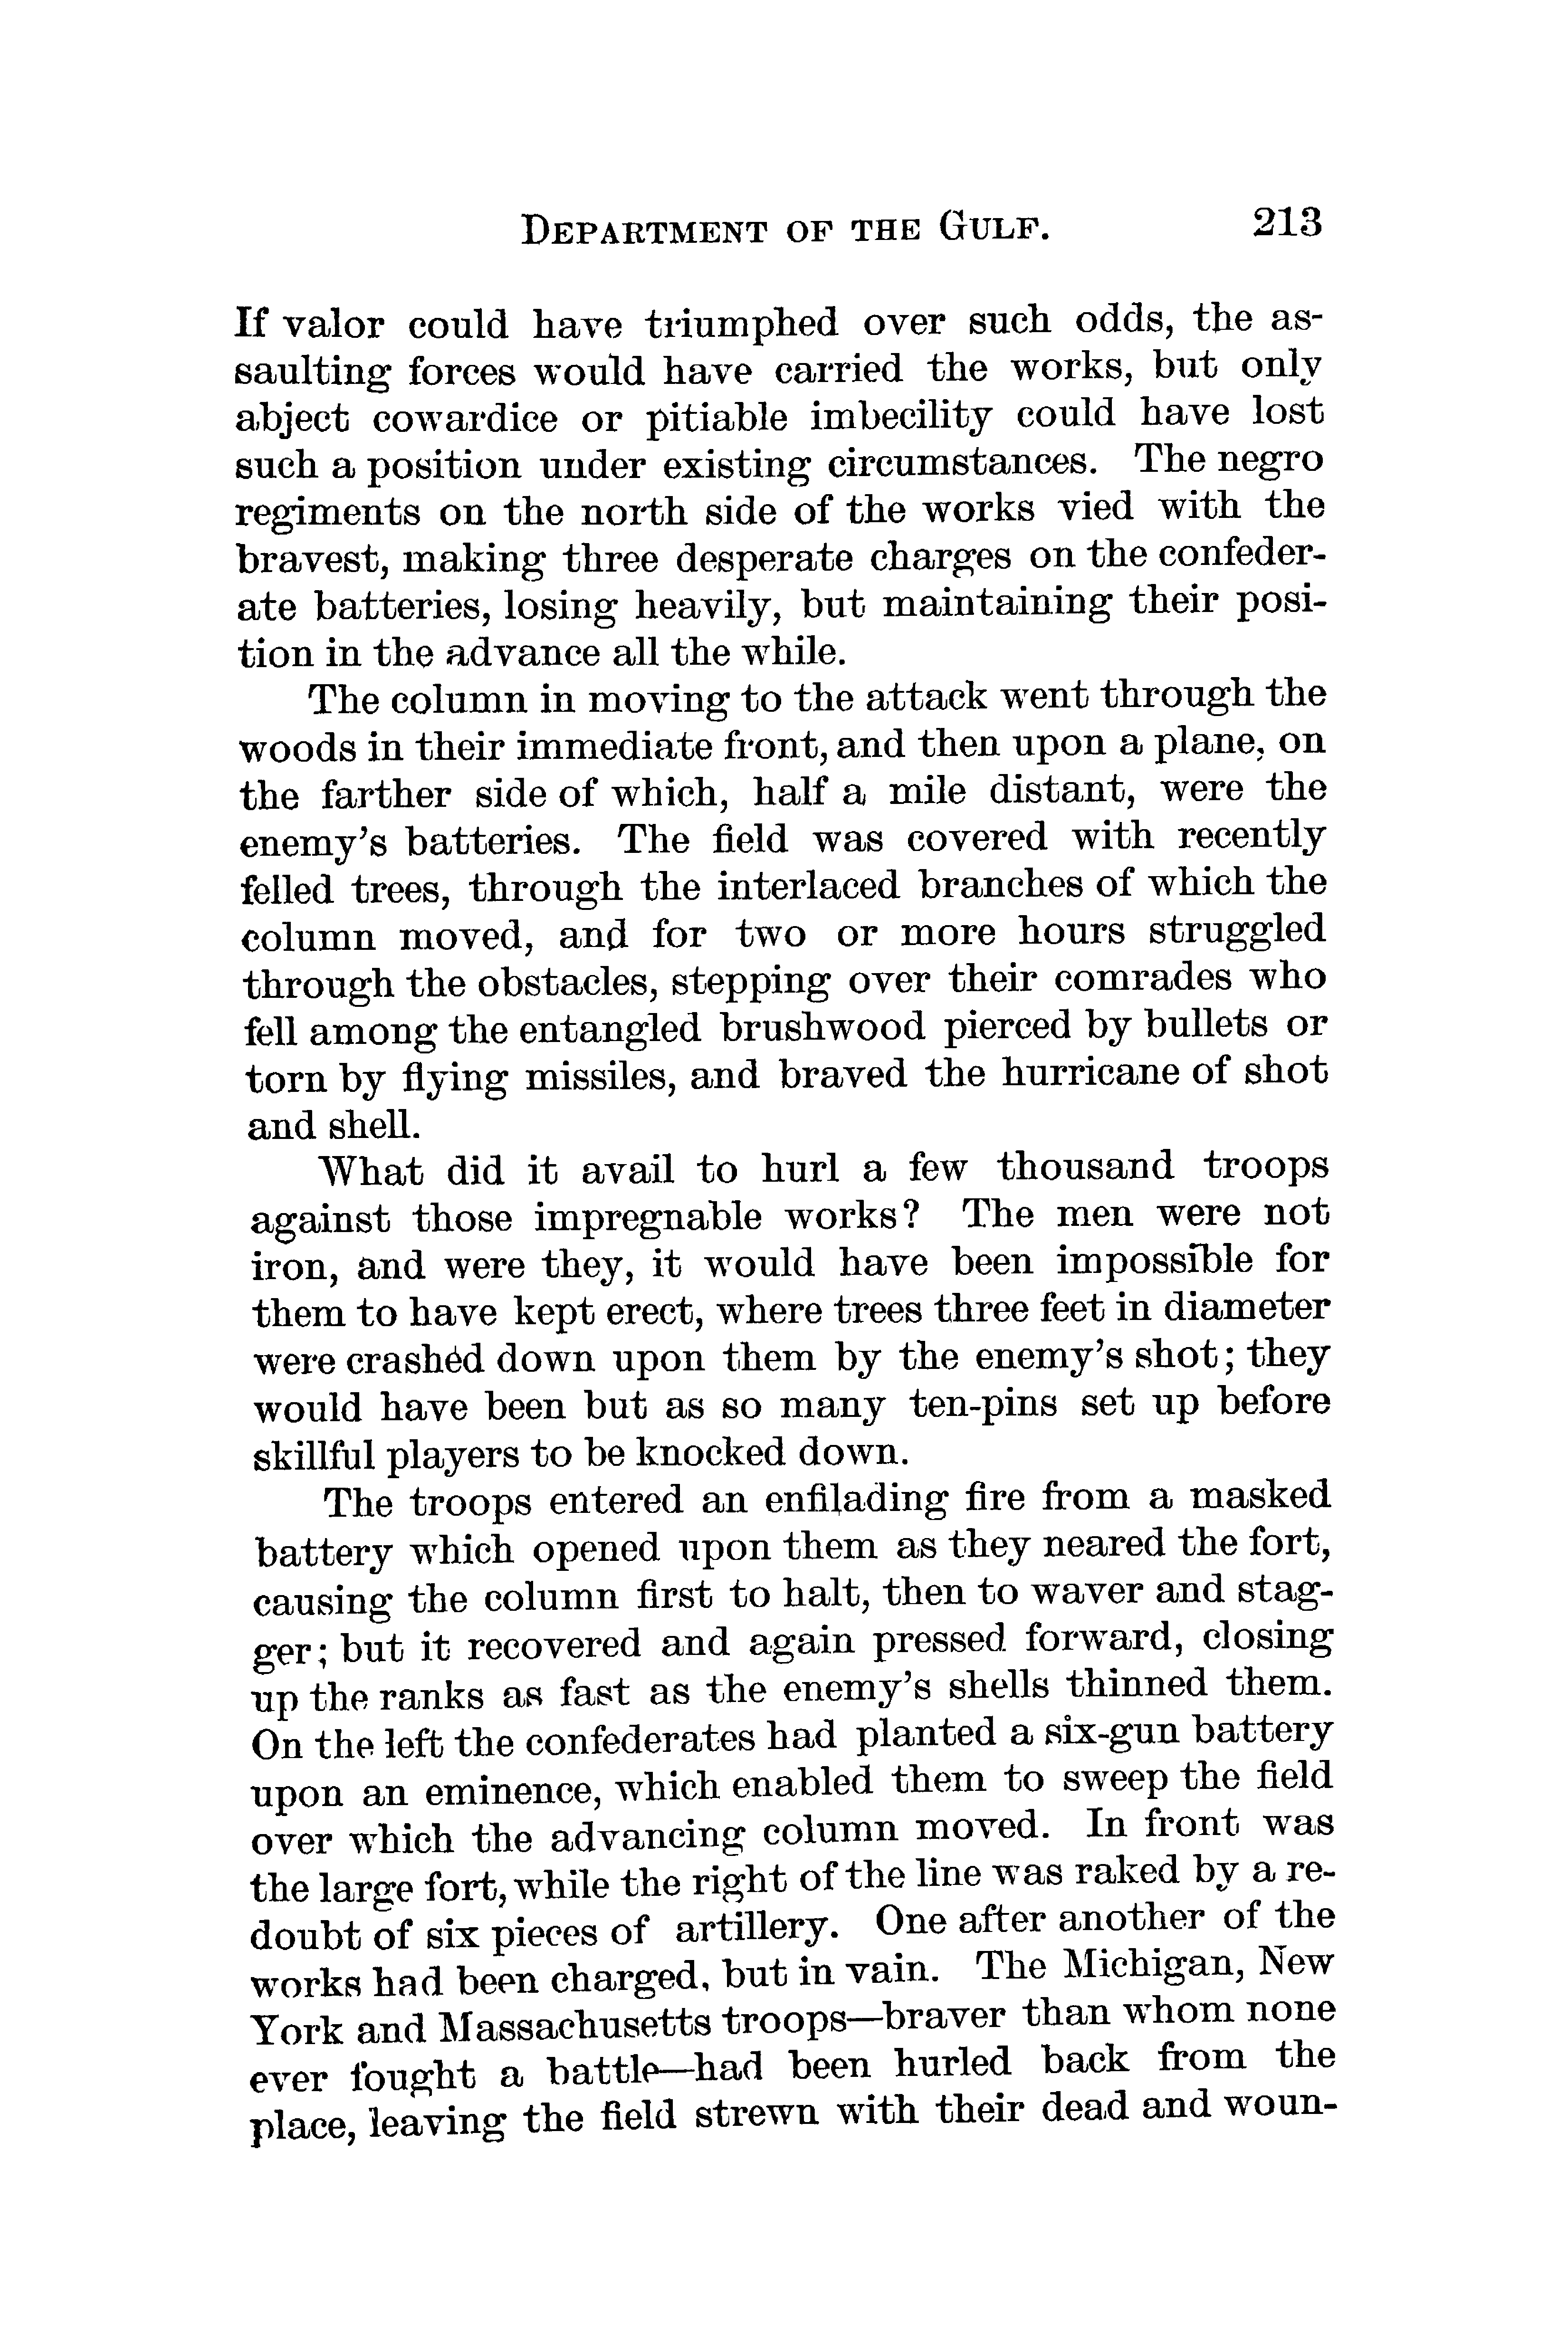 DEPARTMENT OF THE GULF. 213
If valor could have triumphed over such odds, the as-
saulting forces would have carried the works, but only
abject cowardice or pitiable imbecility could have lost
such a position under existing circumstances. The negro
regiments on the north side of the works vied with the
bravest, making three desperate charges on the confeder-
ate batteries, losing heavily, but maintaining their posi-
tion in the advance all the while.
The column in moving to the attack went through the
woods in their immediate front, and then upon a plane, on
the farther side of which, half a mile distant, were the
enemy's batteries. The field was covered with recently
felled trees, through the interlaced branches of which the
column moved, and for two or more hours struggled
through the obstacles, stepping over their comrades who
fell among the entangled brushwood pierced by bullets or
torn by flying missiles, and braved the hurricane of shot
and shell.
What did it avail to hurl a few thousand troops
against those impregnable works? The men were not
iron, and were they, it would have been impossible for
them to have kept erect, where trees three feet in diameter
were crashed down upon them by the enemy's shot; they
would have been but as so many ten-pins set up before
skillful players to be knocked down.
The troops entered an enfilading fire from a masked
battery which opened upon them as they neared the fort,
causing the column first to halt, then to waver and stag-
ger; but it recovered and again pressed forward, closing
up the ranks as fast as the enemy's shells thinned them.
On the left the confederates had planted a six-gun battery
upon an eminence, which enabled them to sweep the field
over which the advancing column moved. In front was
the large fort, while the right of the line was raked by a re-
doubt of six pieces of artillery. One after another of the
works had been charged, but in vain. The Michigan, New
York and Massachusetts troops—braver than whom none
ever fought a battle—had been hurled back from the
place, leaving the field strewn with their dead and woun-